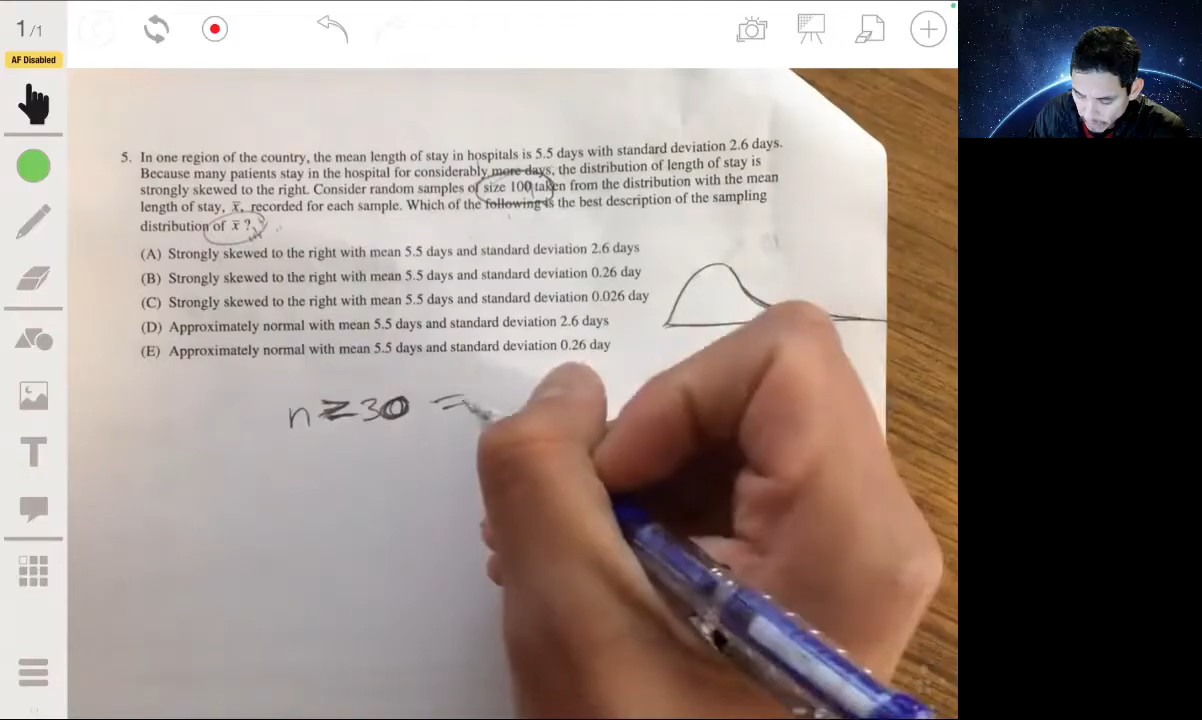 1/1
AF Disabled
5. In one region of the country, the mean length of stay in hospitals is 5.5 days with standard deviation 2.6 days.
Because many patients stay in the hospital for considerably more days, the distribution of length of stay is
strongly skewed to the right. Consider random samples of size 100 taken from the distribution with the mean
length of stay, x̄, recorded for each sample. Which of the following is the best description of the sampling
distribution of x̄ ?
(A) Strongly skewed to the right with mean 5.5 days and standard deviation 2.6 days
(B) Strongly skewed to the right with mean 5.5 days and standard deviation 0.26 day
(C) Strongly skewed to the right with mean 5.5 days and standard deviation 0.026 day
(D) Approximately normal with mean 5.5 days and standard deviation 2.6 days
(E) Approximately normal with mean 5.5 days and standard deviation 0.26 day
n ≥ 30 =
T